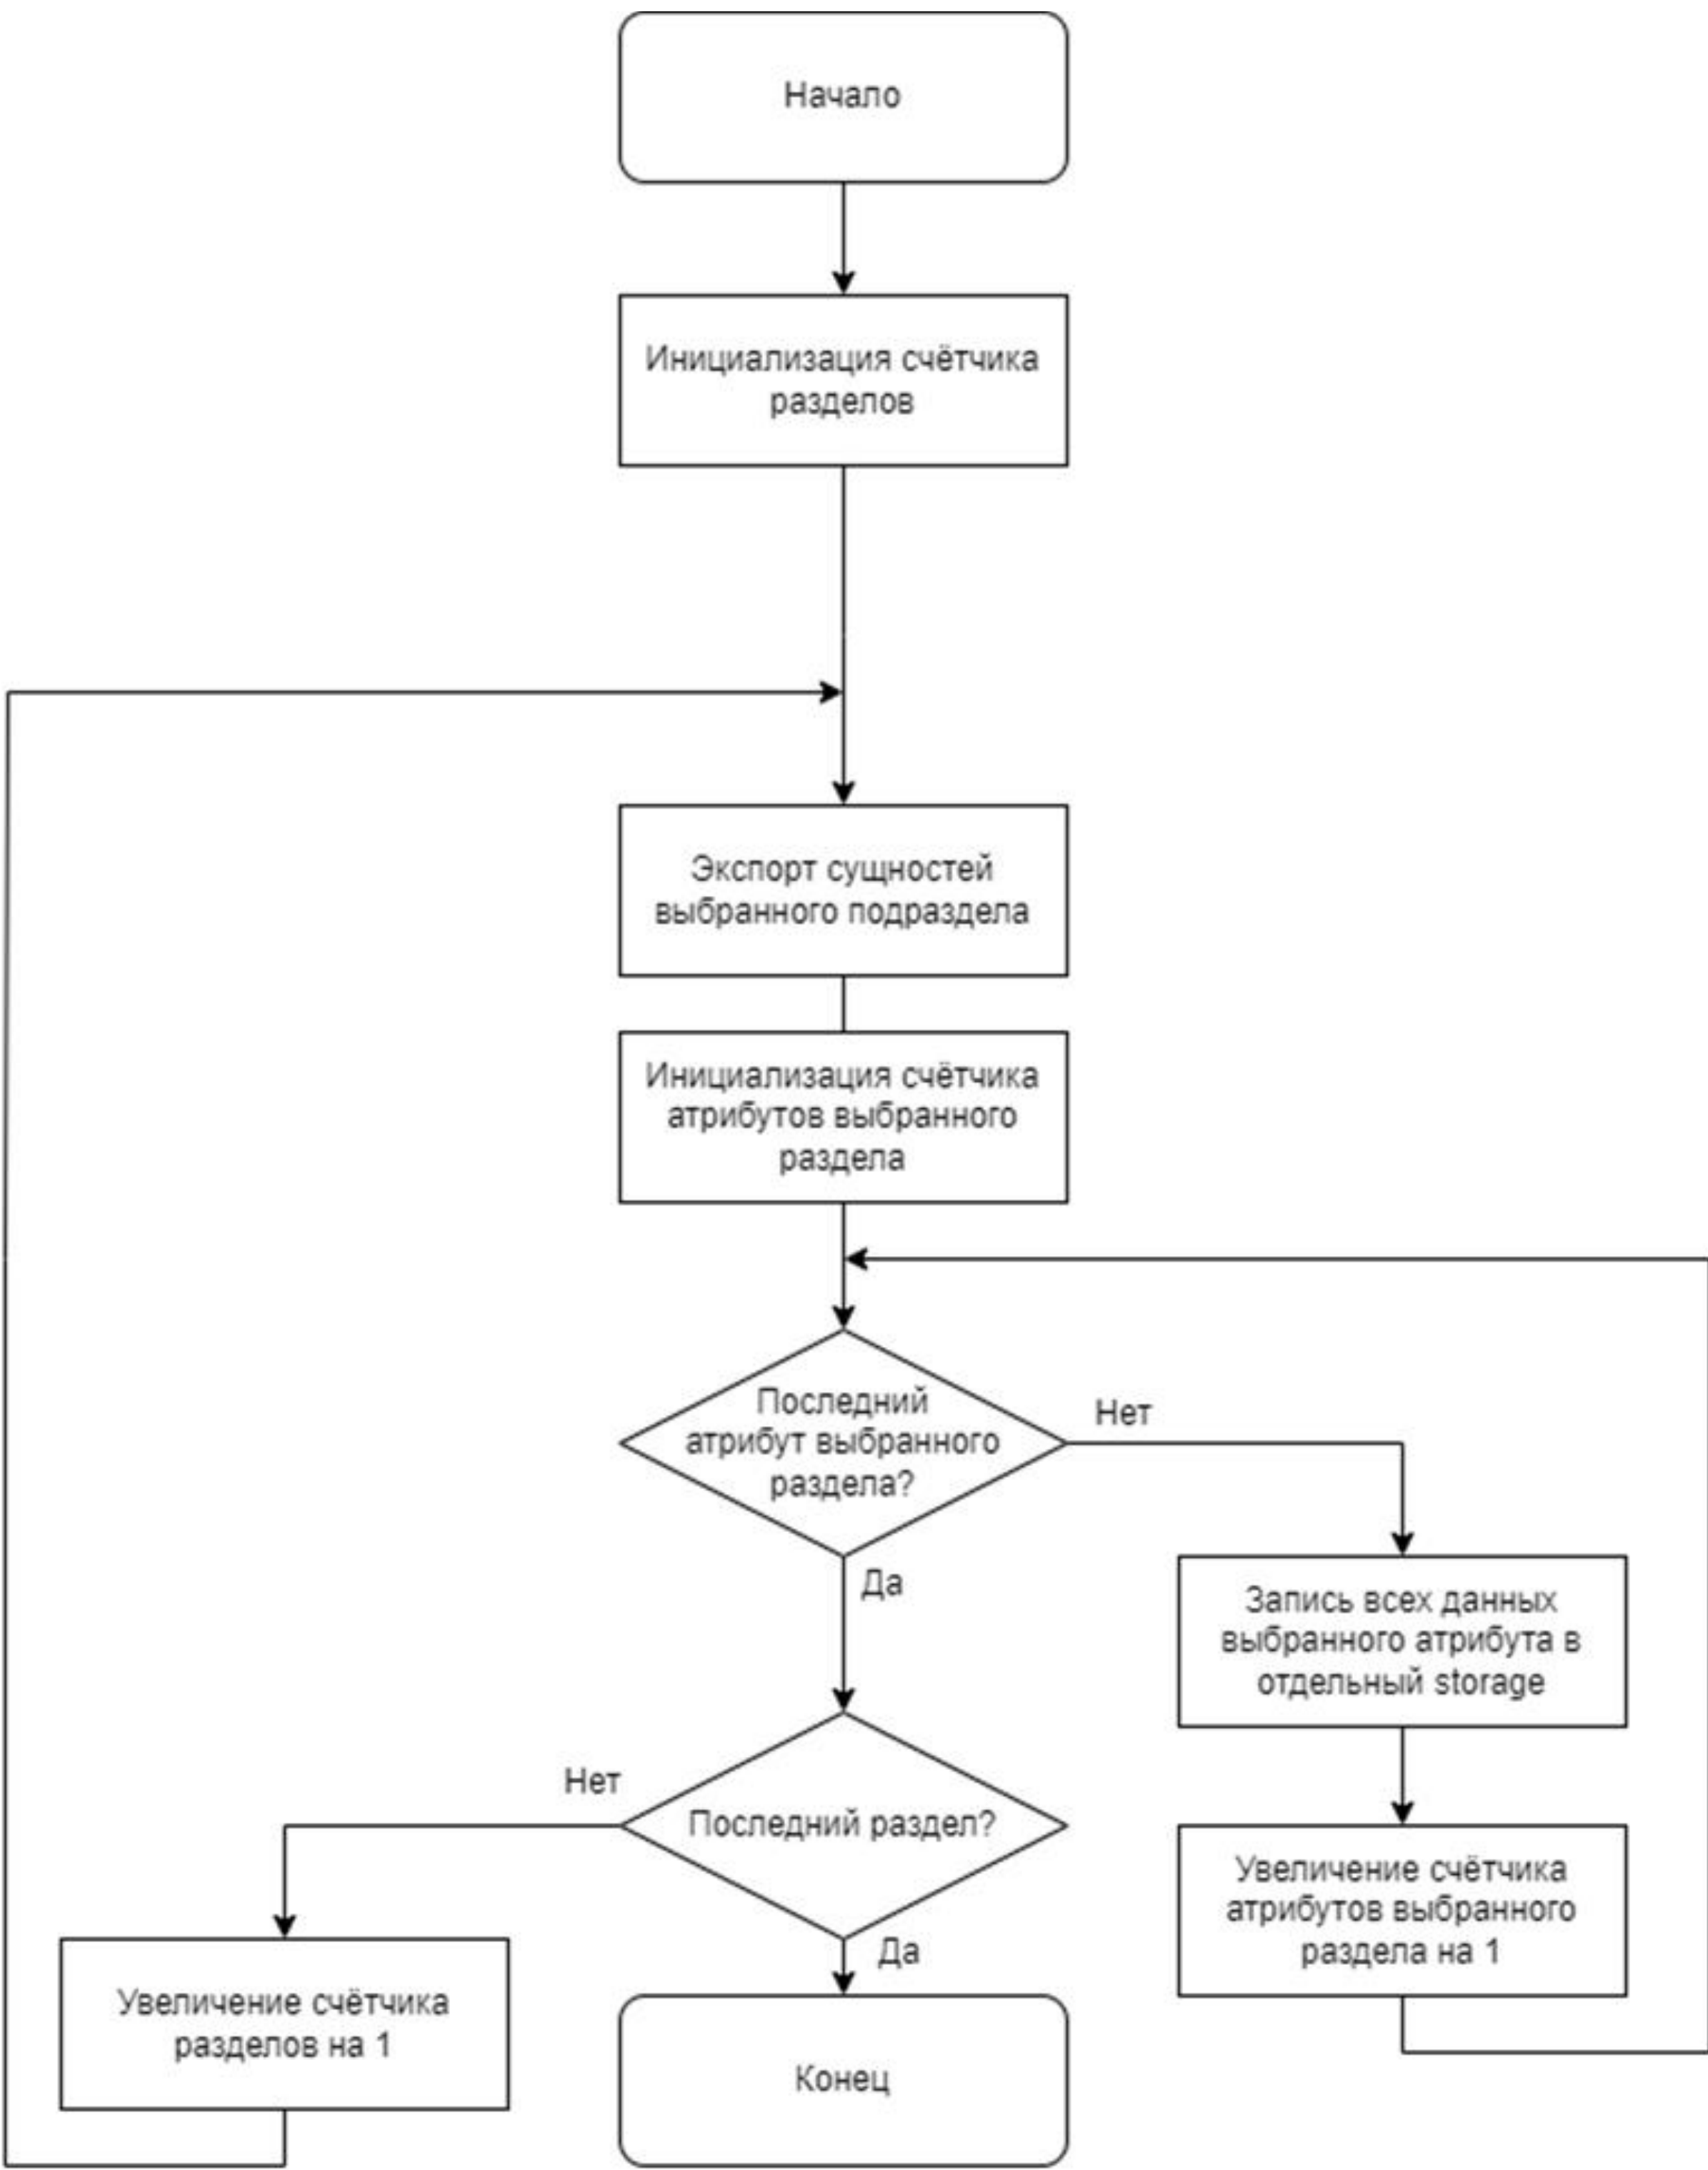 Начало
Инициализация счётчика
разделов
Экспорт сущностей
выбранного подраздела
Инициализация счётчика
атрибутов выбранного
раздела
Последний
атрибут выбранного
раздела?
Нет
Да
Запись всех данных
выбранного атрибута в
отдельный storage
Нет
Последний раздел?
Увеличение счётчика
атрибутов выбранного
раздела на 1
Да
Увеличение счётчика
разделов на 1
Конец